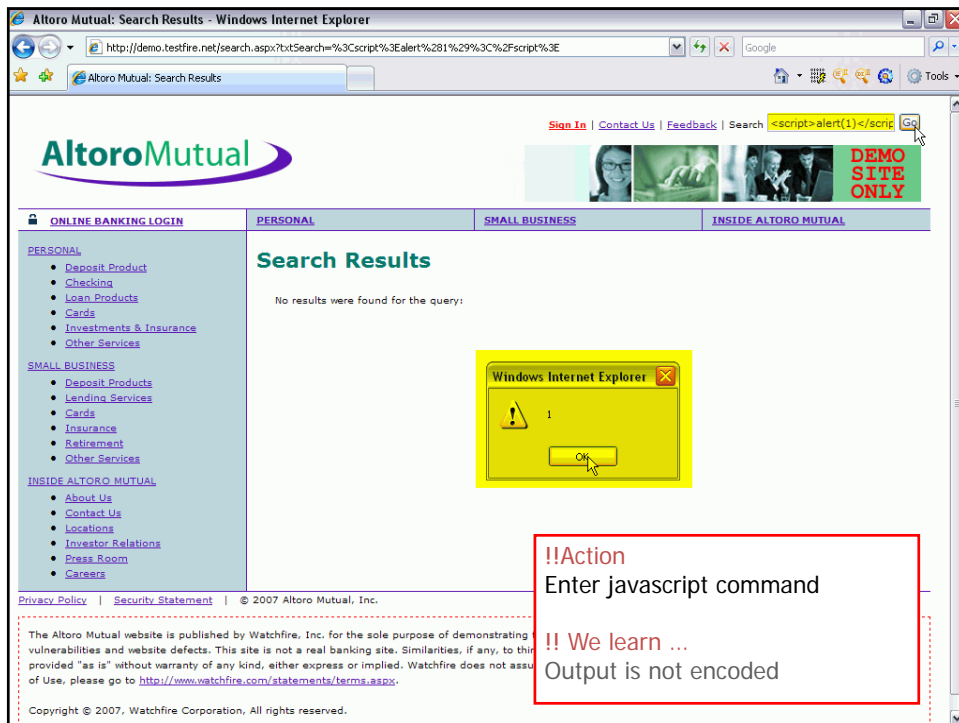 Altoro Mutual: Search Results - Windows Internet Explorer
http://demo.testfire.net/search.aspx?txtSearch=%3Cscript%3Ealert%281%29%3C%2Fscript%3E
Google
Altoro Mutual: Search Results
Tools
Sign In | Contact Us | Feedback | Search <script>alert(1)</scrip Go
AltoroMutual
DEMO
SITE
ONLY
ONLINE BANKING LOGIN PERSONAL SMALL BUSINESS INSIDE ALTORO MUTUAL
PERSONAL
Deposit Product
Checking
Loan Products
Cards
Investments & Insurance
Other Services
SMALL BUSINESS
Deposit Products
Lending Services
Cards
Insurance
Retirement
Other Services
INSIDE ALTORO MUTUAL
About Us
Contact Us
Locations
Investor Relations
Press Room
Careers
Search Results
No results were found for the query:
Windows Internet Explorer
1
OK
!!Action
Enter javascript command
!! We learn ...
Output is not encoded
Privacy Policy | Security Statement | © 2007 Altoro Mutual, Inc.
The Altoro Mutual website is published by Watchfire, Inc. for the sole purpose of demonstrating
vulnerabilities and website defects. This site is not a real banking site. Similarities, if any, to
provided "as is" without warranty of any kind, either express or implied. Watchfire does not
of Use, please go to http://www.watchfire.com/statements/terms.aspx.
Copyright © 2007, Watchfire Corporation, All rights reserved.